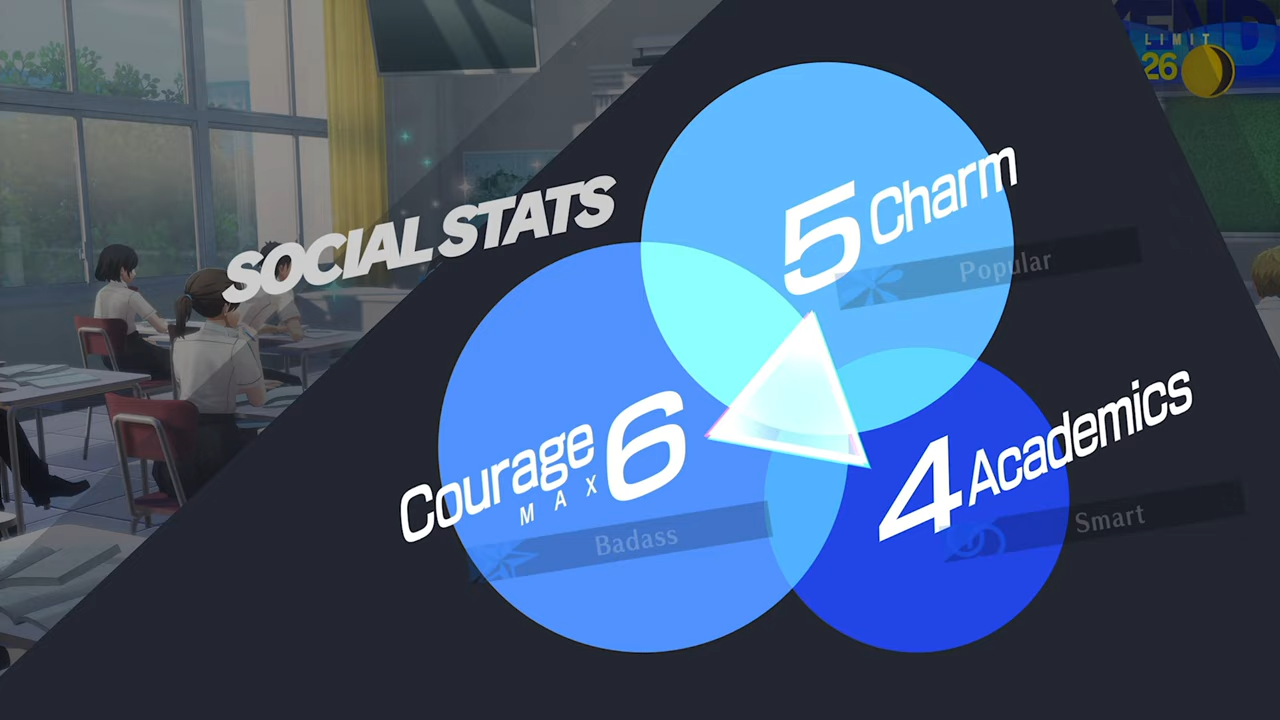 LIMIT
26
SOCIAL STATS
5 Charm
Popular
Courage 6
MAX
Badass
4 Academics
Smart